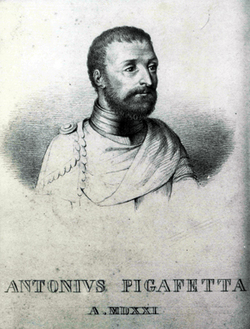 ANTONIVS PIGAFETTA
A. MDXXI